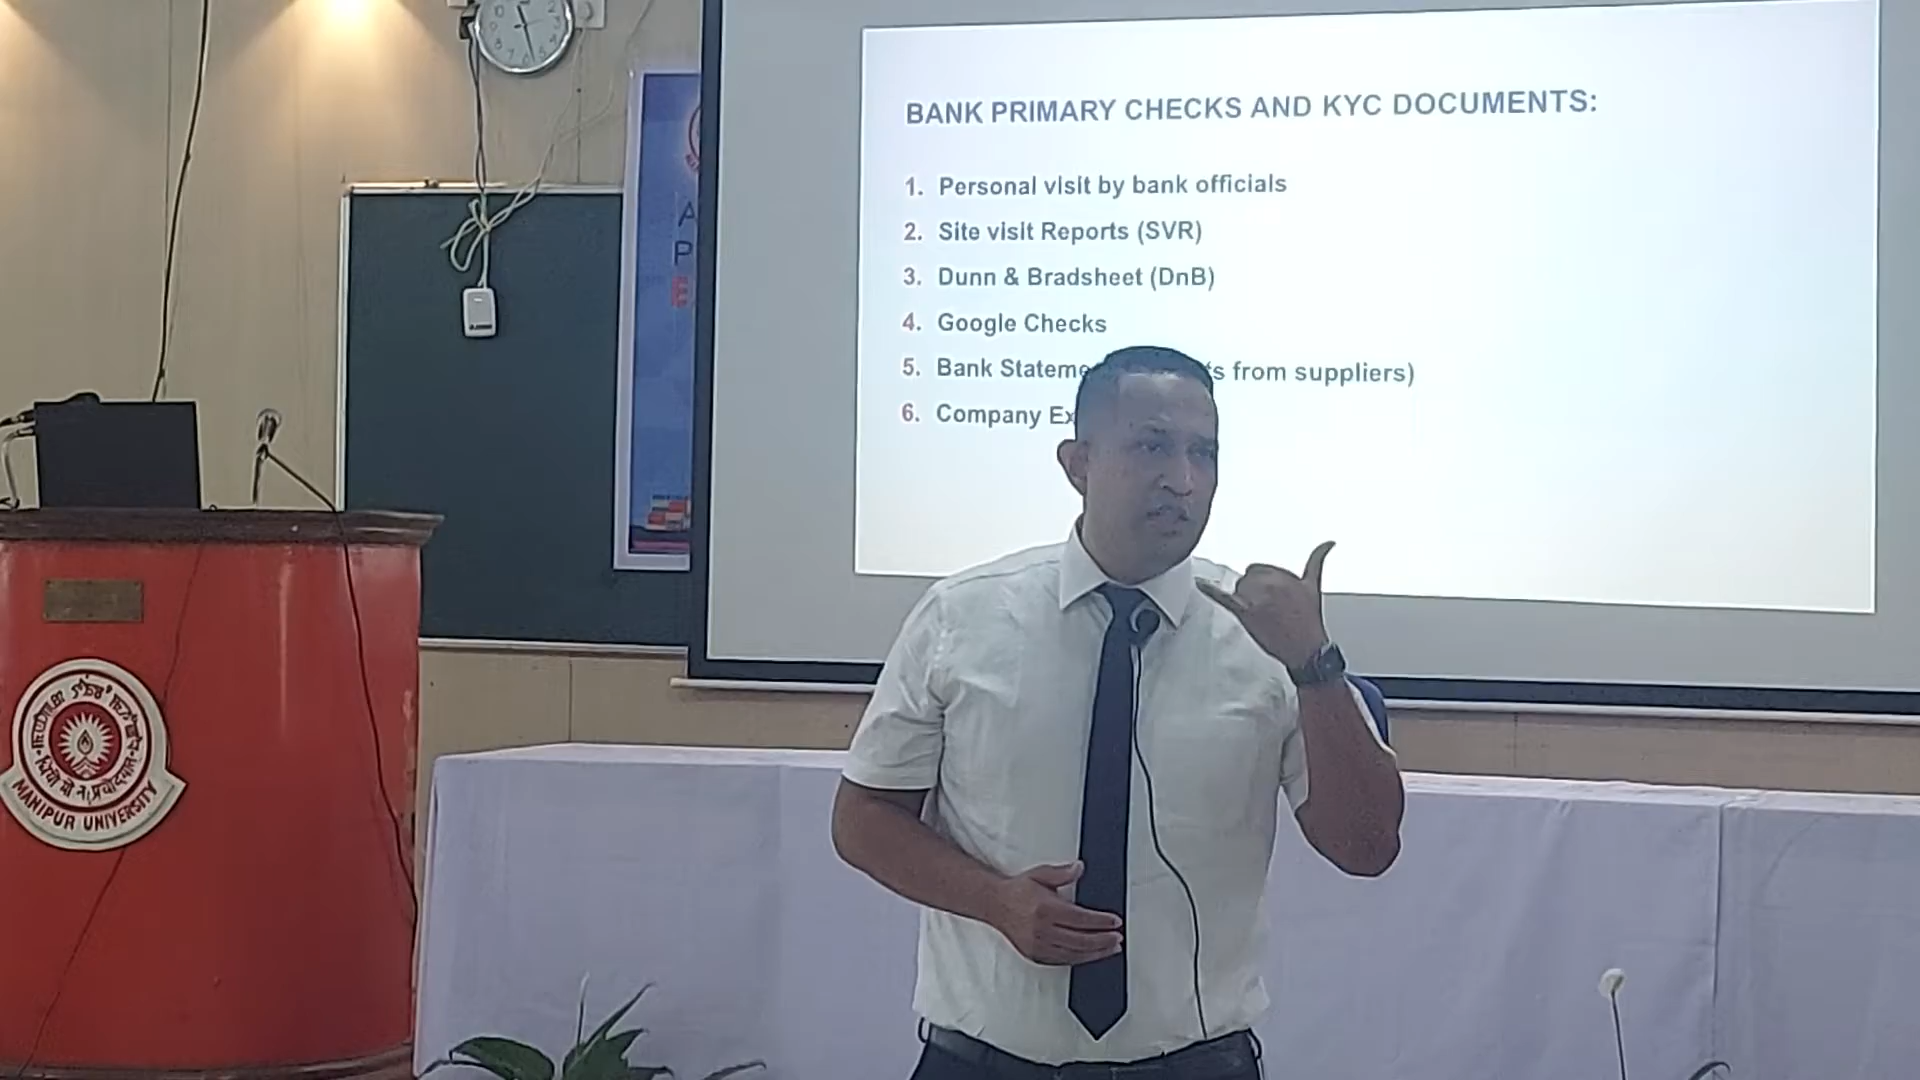 BANK PRIMARY CHECKS AND KYC DOCUMENTS:
1. Personal visit by bank officials
2. Site visit Reports (SVR)
3. Dunn & Bradsheet (DnB)
4. Google Checks
5. Bank Stateme s from suppliers)
6. Company Ex
MANIPUR UNIVERSITY